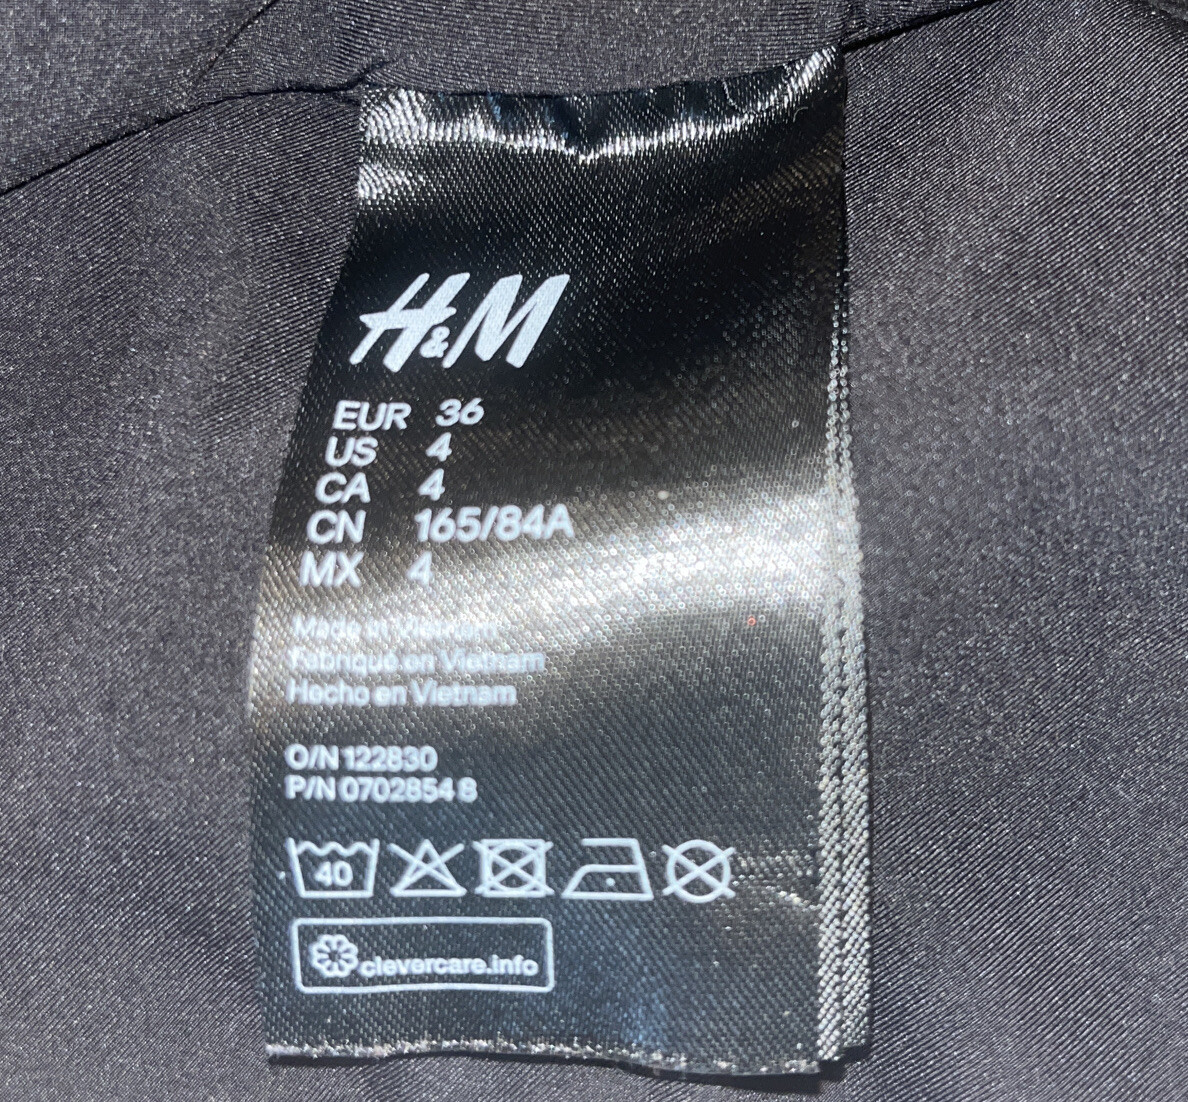 H&M
EUR 36
US 4
CA 4
CN 165/84A
MX 4
Made in Vietnam
Fabriqué en Vietnam
Hecho en Vietnam
O/N 122830
P/N 0702854 8
40
clevercare.info